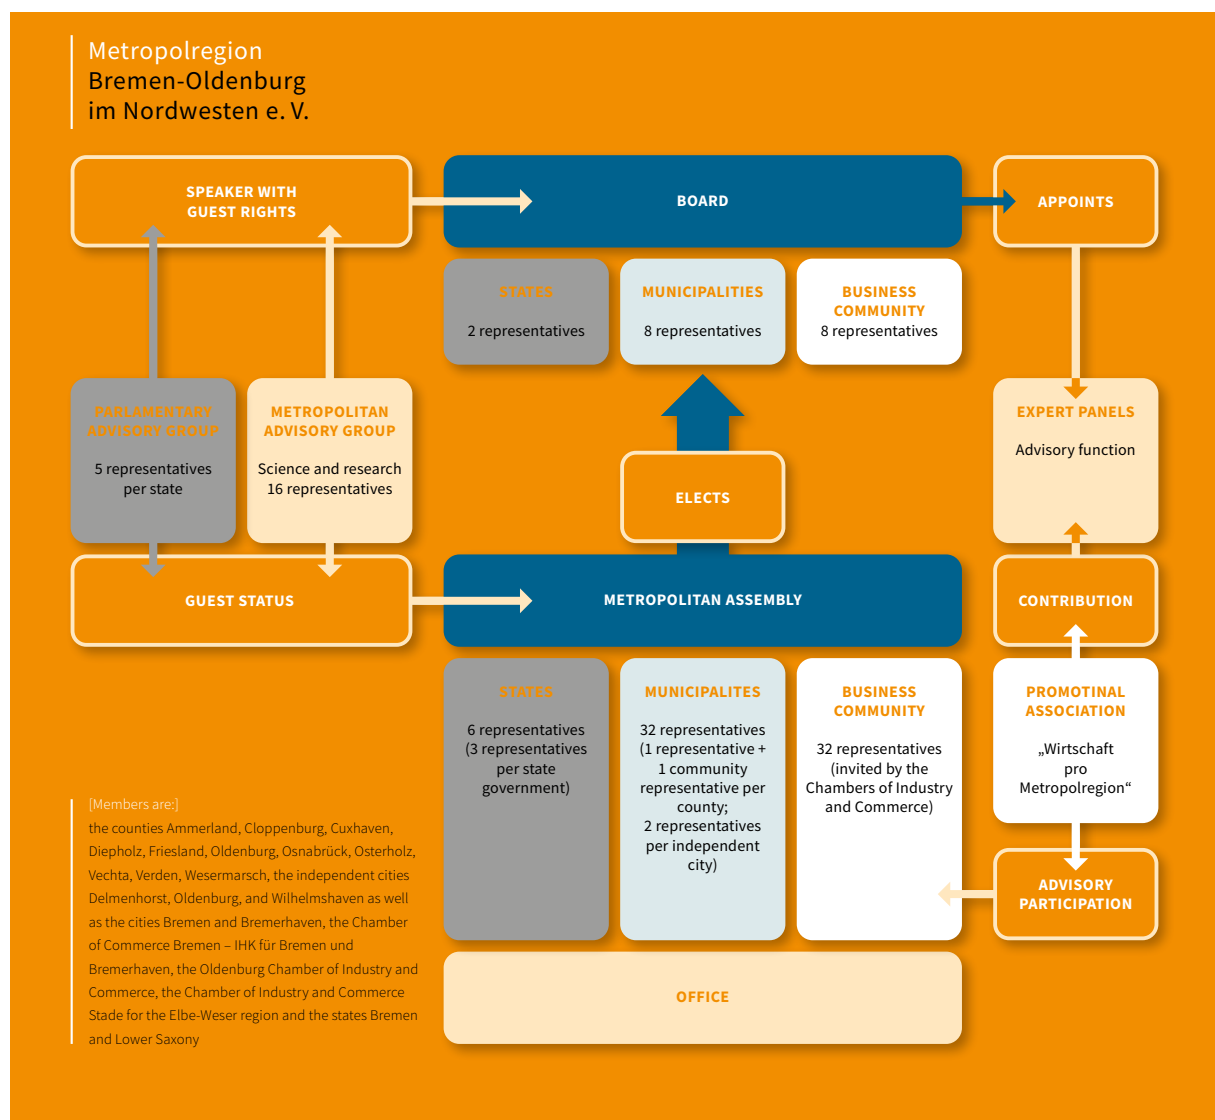 Metropolregion
Bremen-Oldenburg
im Nordwesten e. V.
SPEAKER WITH
GUEST RIGHTS
BOARD
APPOINTS
STATES
2 representatives
MUNICIPALITIES
8 representatives
BUSINESS
COMMUNITY
8 representatives
PARLAMENTARY
ADVISORY GROUP
5 representatives
per state
METROPOLITAN
ADVISORY GROUP
Science and research
16 representatives
EXPERT PANELS
Advisory function
ELECTS
GUEST STATUS
METROPOLITAN ASSEMBLY
CONTRIBUTION
STATES
6 representatives
(3 representatives
per state
government)
MUNICIPALITES
32 representatives
(1 representative +
1 community
representative per
county;
2 representatives
per independent
city)
BUSINESS
COMMUNITY
32 representatives
(invited by the
Chambers of Industry
and Commerce)
PROMOTINAL
ASSOCIATION
„Wirtschaft
pro
Metropolregion“
ADVISORY
PARTICIPATION
OFFICE
[Members are:]
the counties Ammerland, Cloppenburg, Cuxhaven,
Diepholz, Friesland, Oldenburg, Osnabrück, Osterholz,
Vechta, Verden, Wesermarsch, the independent cities
Delmenhorst, Oldenburg, and Wilhelmshaven as well
as the cities Bremen and Bremerhaven, the Chamber
of Commerce Bremen – IHK für Bremen und
Bremerhaven, the Oldenburg Chamber of Industry and
Commerce, the Chamber of Industry and Commerce
Stade for the Elbe-Weser region and the states Bremen
and Lower Saxony